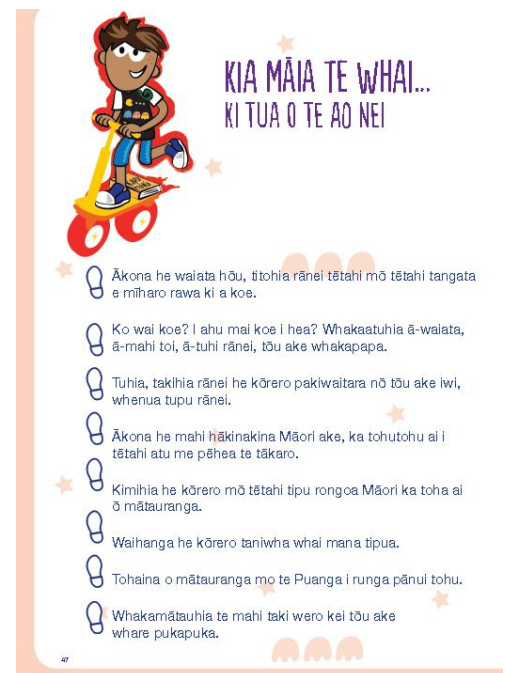 KIA MĀIA TE WHAI...
KI TUA O TE AO NEI
Ākona he waiata hōu, titohia rānei tētahi mō tētahi tangata
e mīharo rawa ki a koe.
Ko wai koe? I ahu mai koe i hea? Whakaatuhia ā-waiata,
ā-mahi toi, ā-tuhi rānei, tōu ake whakapapa.
Tuhia, takihia rānei he kōrero pakiwaitara nō tōu ake iwi,
whenua tupu rānei.
Ākona he mahi hākinakina Māori ake, ka tohutohu ai i
tētahi atu me pēhea te tākaro.
Kimihia he kōrero mō tētahi tipu rongoa Māori ka toha ai
ō mātauranga.
Waihanga he kōrero taniwha whai mana tipua.
Tohaina o mātauranga mo te Puanga i runga pānui tohu.
Whakamātauhia te mahi taki wero kei tōu ake
whare pukapuka.
47